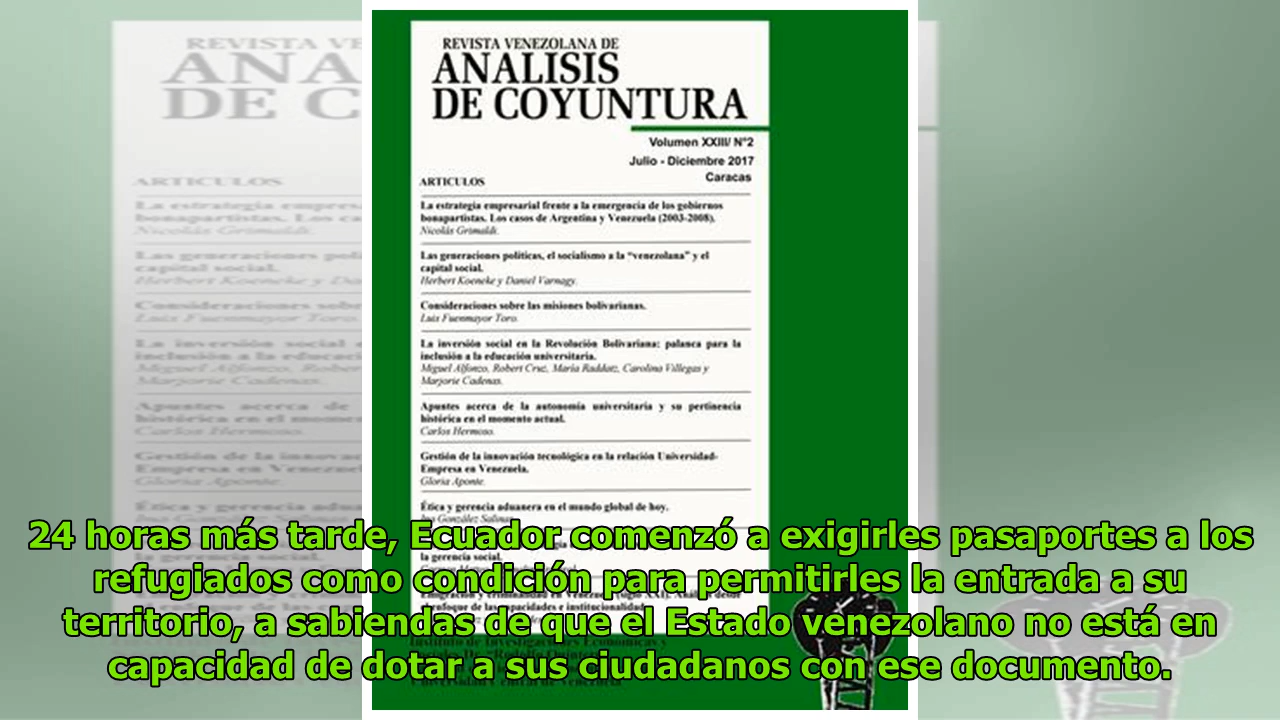 REVISTA VENEZOLANA DE
ANALISIS
DE COYUNTURA
Volumen XXIII/ N°2
Julio - Diciembre 2017
Caracas
ARTICULOS
La estrategia empresarial frente a la emergencia de los gobiernos
bonapartistas. Los casos de Argentina y Venezuela (2003-2008).
Nicolás Grimaldi.
Las generaciones políticas, el socialismo a la “venezolana” y el
capital social.
Herbert Koeneke y Daniel Varnagy.
Consideraciones sobre las misiones bolivarianas.
Luis Fuenmayor Toro.
La inversión social en la Revolución Bolivariana: palanca para la
inclusión a la educación universitaria.
Miguel Alfonzo, Robert Cruz, María Raddatz, Carolina Villegas y
Marjorie Cadenas.
Apuntes acerca de la autonomía universitaria y su pertinencia
histórica en el momento actual.
Carlos Hermoso.
Gestión de la innovación tecnológica en la relación Universidad-
Empresa en Venezuela.
Gloria Aponte.
Ética y gerencia aduanera en el mundo global de hoy.
24 horas más tarde, Ecuador comenzó a exigirles pasaportes a los
la gerencia social.
refugiados como condición para permitirles la entrada a su
territorio, a sabiendas de que el Estado venezolano no está en
capacidad de dotar a sus ciudadanos con ese documento.